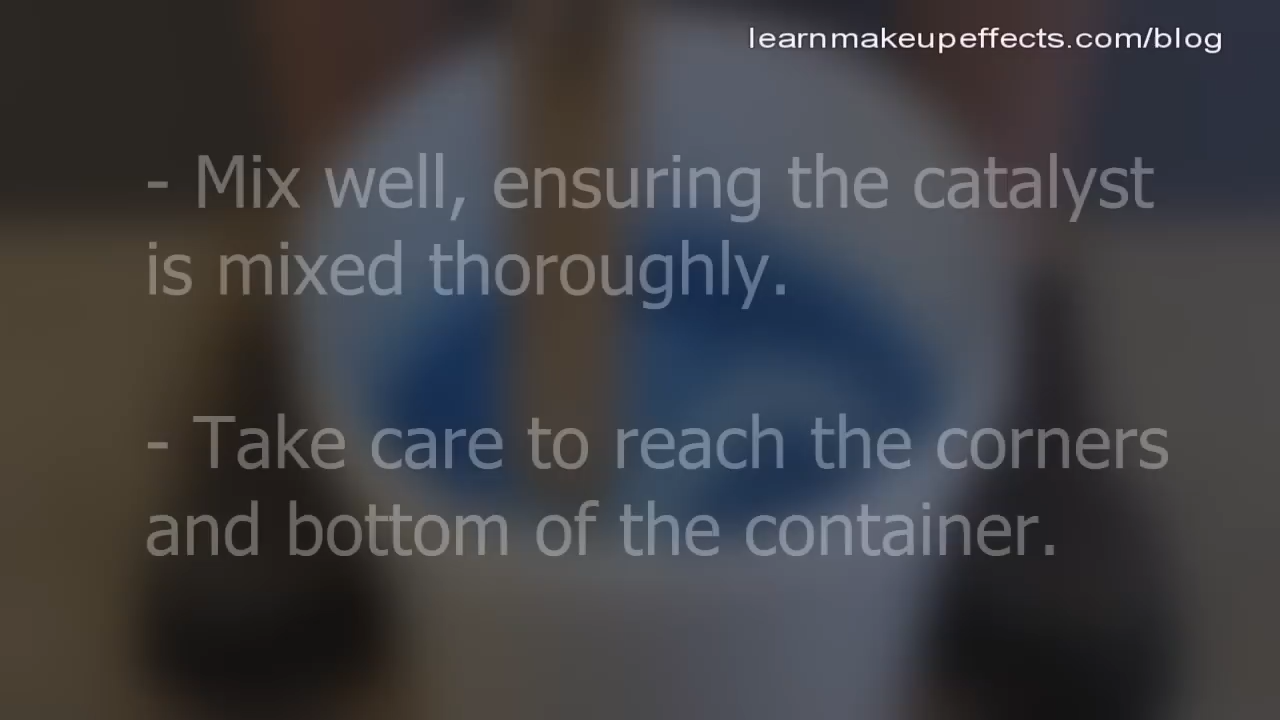 learnmakeupeffects.com/blog
- Mix well, ensuring the catalyst
is mixed thoroughly.
- Take care to reach the corners
and bottom of the container.